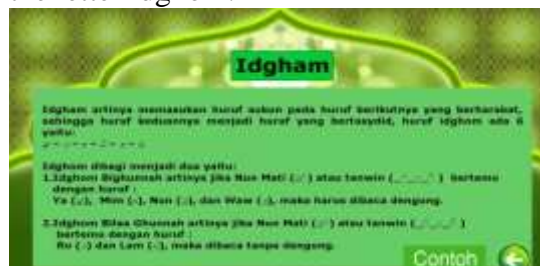 Idgham
Idgham artinya memasukan huruf sukun pada huruf berikutnya yang berharakat,
sehingga huruf keduannya menjadi huruf yang bertasydid, huruf idghom ada 6
yaitu:
Idghom dibagi menjadi dua yaitu:
1.Idghom Bighunnah artinya jika Nun Mati ( ) atau tanwin ( ) bertemu
dengan huruf :
Ya ( ), Mim ( ), Nun ( ), dan Waw ( ), maka harus dibaca dengung.
2.Idghom Bilaa Ghunnah artinya jika Nun Mati ( ) atau tanwin ( )
bertemu dengan huruf :
Ro ( ) dan Lam ( ), maka dibaca tanpa dengung.
Contoh